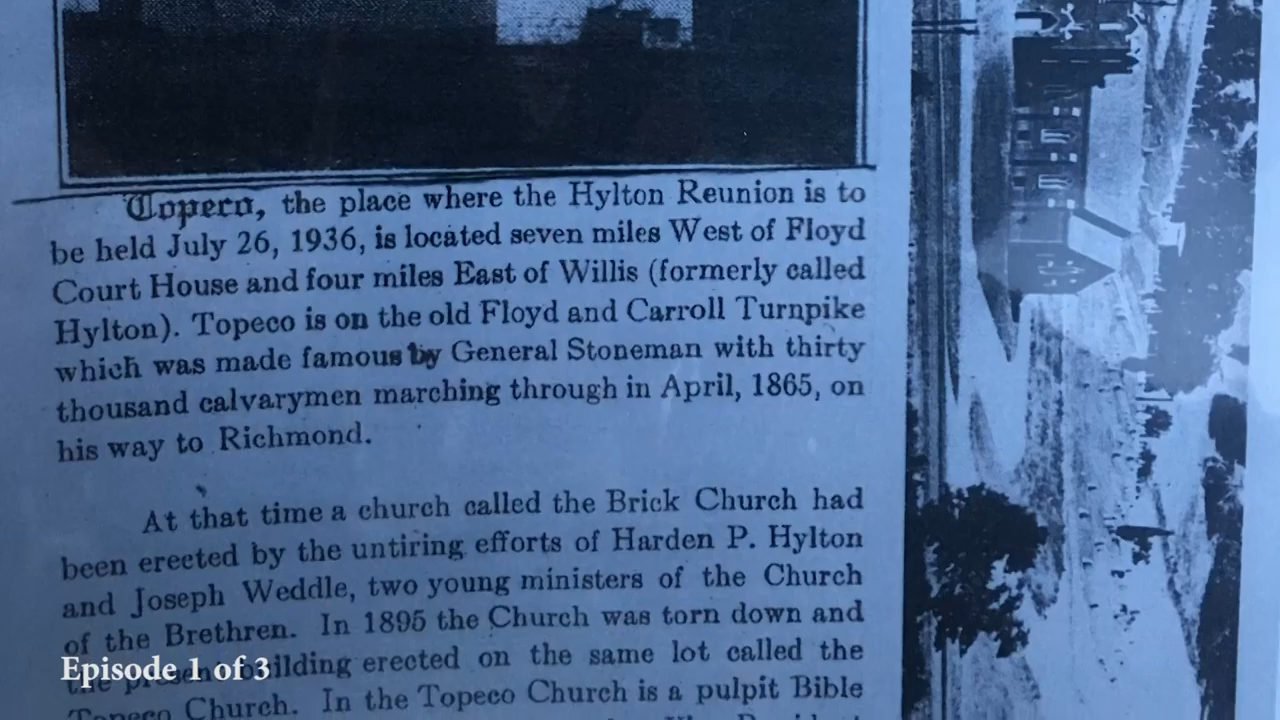 Topeco, the place where the Hylton Reunion is to
be held July 26, 1936, is located seven miles West of Floyd
Court House and four miles East of Willis (formerly called
Hylton). Topeco is on the old Floyd and Carroll Turnpike
which was made famous by General Stoneman with thirty
thousand calvarymen marching through in April, 1865, on
his way to Richmond.
At that time a church called the Brick Church had
been erected by the untiring efforts of Harden P. Hylton
and Joseph Weddle, two young ministers of the Church
of the Brethren. In 1895 the Church was torn down and
the present building erected on the same lot called the
Episode 1 of 3
Topeco Church. In the Topeco Church is a pulpit Bible